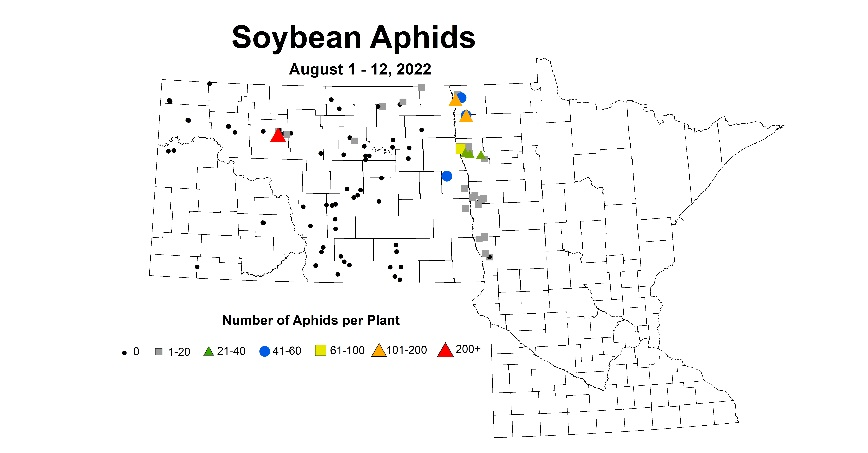 Soybean Aphids
August 1 - 12, 2022
Number of Aphids per Plant
0 1-20 21-40 41-60 61-100 101-200 200+